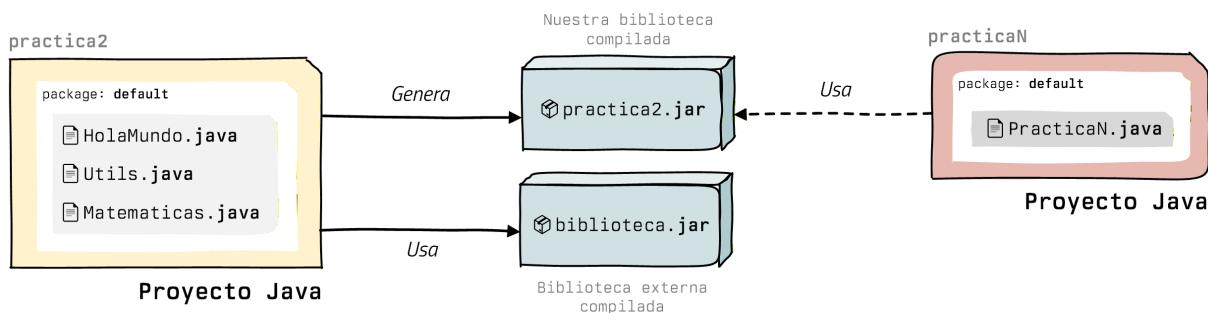 practica2
package: default
HolaMundo.java
Utils.java
Matematicas.java
Proyecto Java
Genera
Usa
Nuestra biblioteca
compilada
practica2.jar
biblioteca.jar
Biblioteca externa
compilada
Usa
practicaN
package: default
PracticaN.java
Proyecto Java